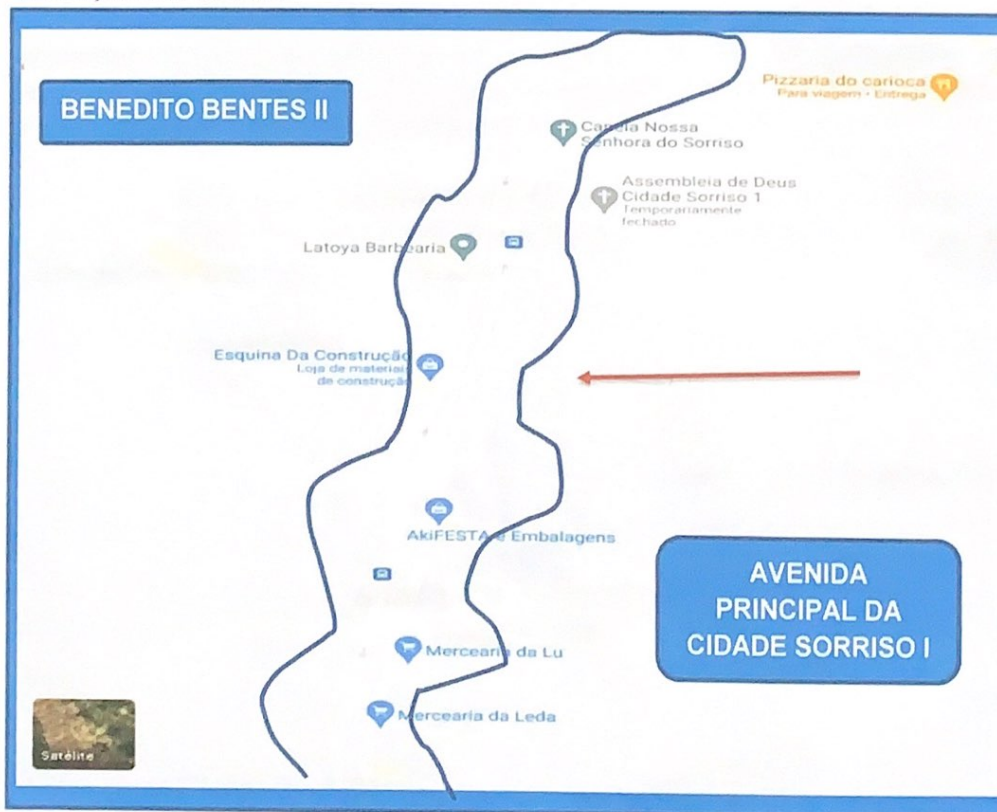 BENEDITO BENTES II
Pizzaria do carioca
Para viagem - Entrega
Capela Nossa
Senhora do Sorriso
Assembleia de Deus
Cidade Sorriso 1
Temporariamente
fechado
Latoya Barbearia
Esquina Da Construção
Loja de materiais
de construção
AkiFESTA e Embalagens
AVENIDA
PRINCIPAL DA
CIDADE SORRISO I
Mercearia da Lu
Mercearia da Leda
Satélite